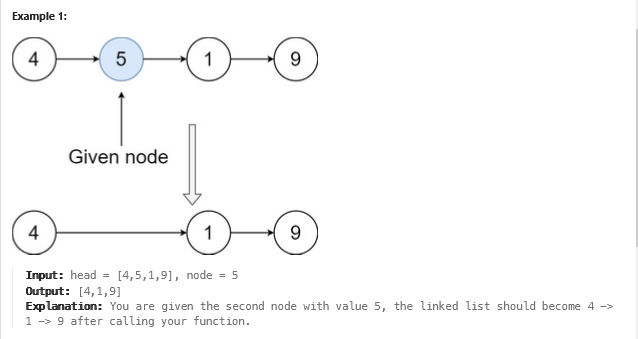 Example 1:
4 5 1 9
Given node
4 1 9
Input: head = [4,5,1,9], node = 5
Output: [4,1,9]
Explanation: You are given the second node with value 5, the linked list should become 4 ->
1 -> 9 after calling your function.